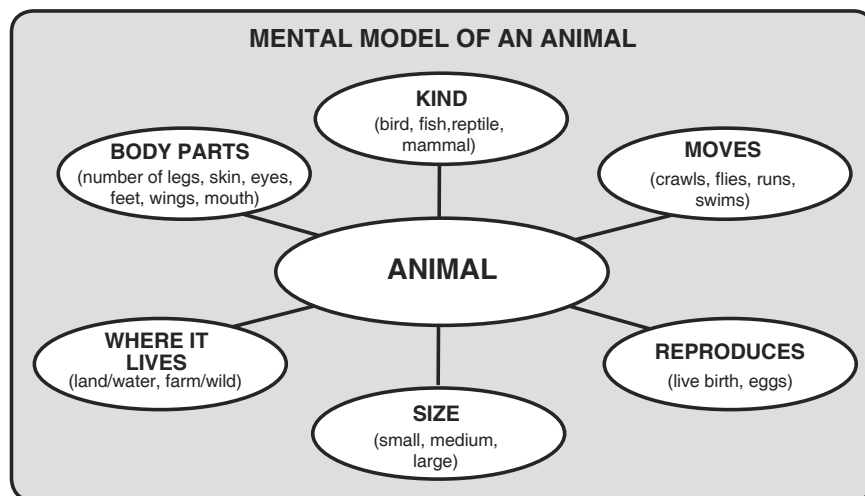 MENTAL MODEL OF AN ANIMAL
KIND
(bird, fish,reptile,
mammal)
BODY PARTS
(number of legs, skin, eyes,
feet, wings, mouth)
MOVES
(crawls, flies, runs,
swims)
ANIMAL
WHERE IT
LIVES
(land/water, farm/wild)
REPRODUCES
(live birth, eggs)
SIZE
(small, medium,
large)